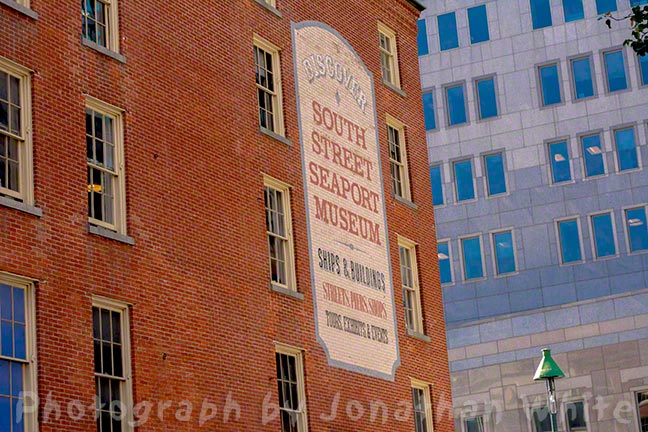 DISCOVER
SOUTH
STREET
SEAPORT
MUSEUM
SHIPS & BUILDINGS
STREETS, PIERS, SHOPS
TOURS, EXHIBITS & EVENTS
Photograph by Jonathan White